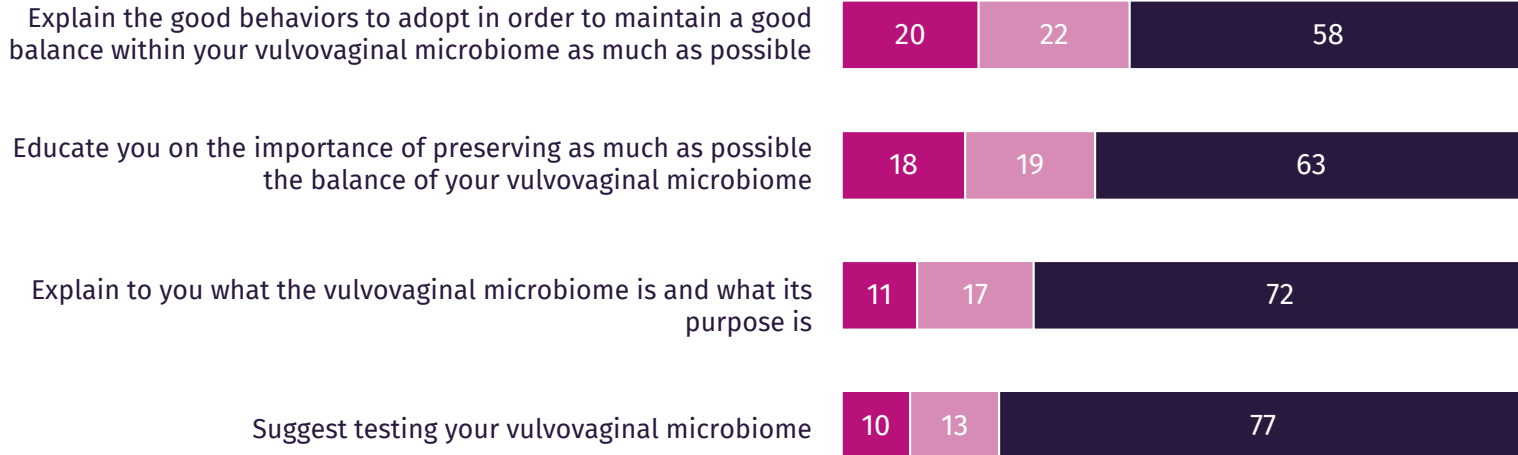 Explain the good behaviors to adopt in order to maintain a good
balance within your vulvovaginal microbiome as much as possible
20 22 58
Educate you on the importance of preserving as much as possible
the balance of your vulvovaginal microbiome
18 19 63
Explain to you what the vulvovaginal microbiome is and what its
purpose is
11 17 72
Suggest testing your vulvovaginal microbiome
10 13 77